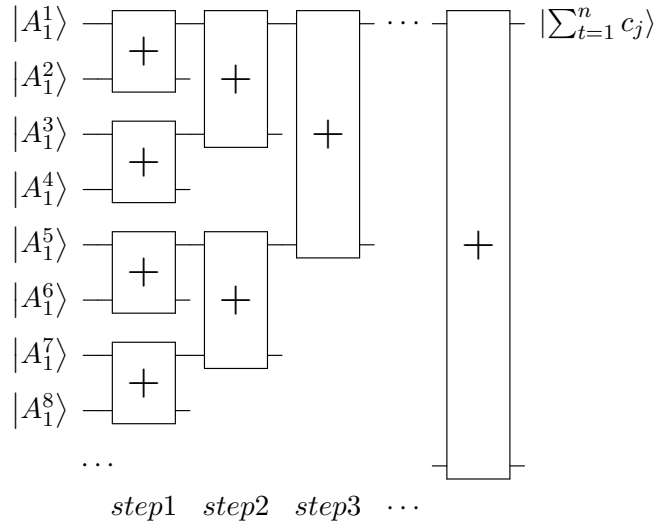 |A_1^1⟩ + + + ··· + |∑_{t=1}^n c_j⟩
|A_1^2⟩
|A_1^3⟩ +
|A_1^4⟩
|A_1^5⟩ + +
|A_1^6⟩
|A_1^7⟩ +
|A_1^8⟩
···
step1 step2 step3 ···